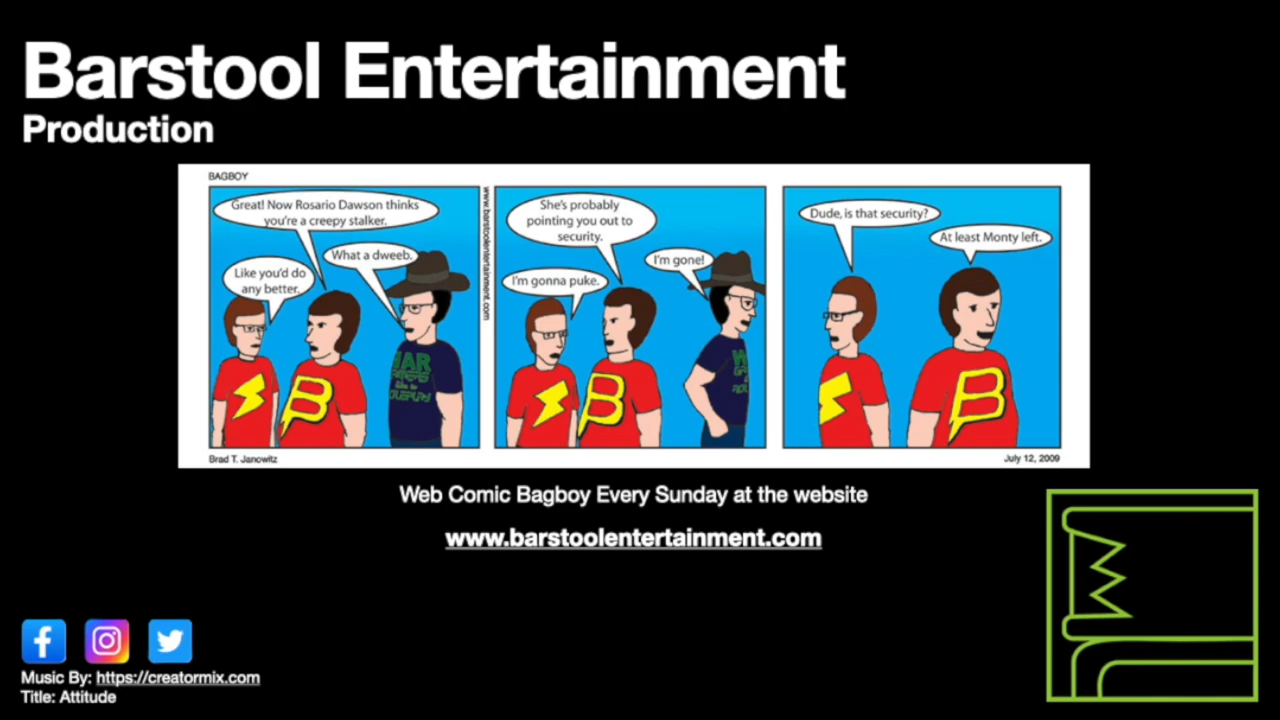 Barstool Entertainment
Production
BAGBOY
Great! Now Rosario Dawson thinks
you're a creepy stalker.
What a dweeb.
Like you'd do
any better.
www.barstoolentertainment.com
She's probably
pointing you out to
security.
I'm gone!
I'm gonna puke.
Dude, is that security?
At least Monty left.
B
B
B
Brad T. Janowitz
July 12, 2009
Web Comic Bagboy Every Sunday at the website
www.barstoolentertainment.com
Music By: https://creatormix.com
Title: Attitude